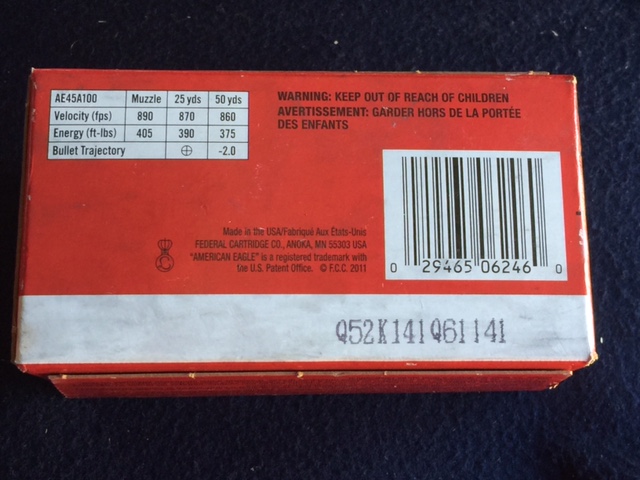 AE45A100 Muzzle 25 yds 50 yds
Velocity (fps) 890 870 860
Energy (ft-lbs) 405 390 375
Bullet Trajectory ⊕ -2.0
WARNING: KEEP OUT OF REACH OF CHILDREN
AVERTISSEMENT: GARDER HORS DE LA PORTÉE
DES ENFANTS
Made in the USA/Fabriqué Aux États-Unis
FEDERAL CARTRIDGE CO., ANOKA, MN 55303 USA
"AMERICAN EAGLE" is a registered trademark with
the U.S. Patent Office. © F.C.C. 2011
0 29465 06246 0
Q52K141Q61141